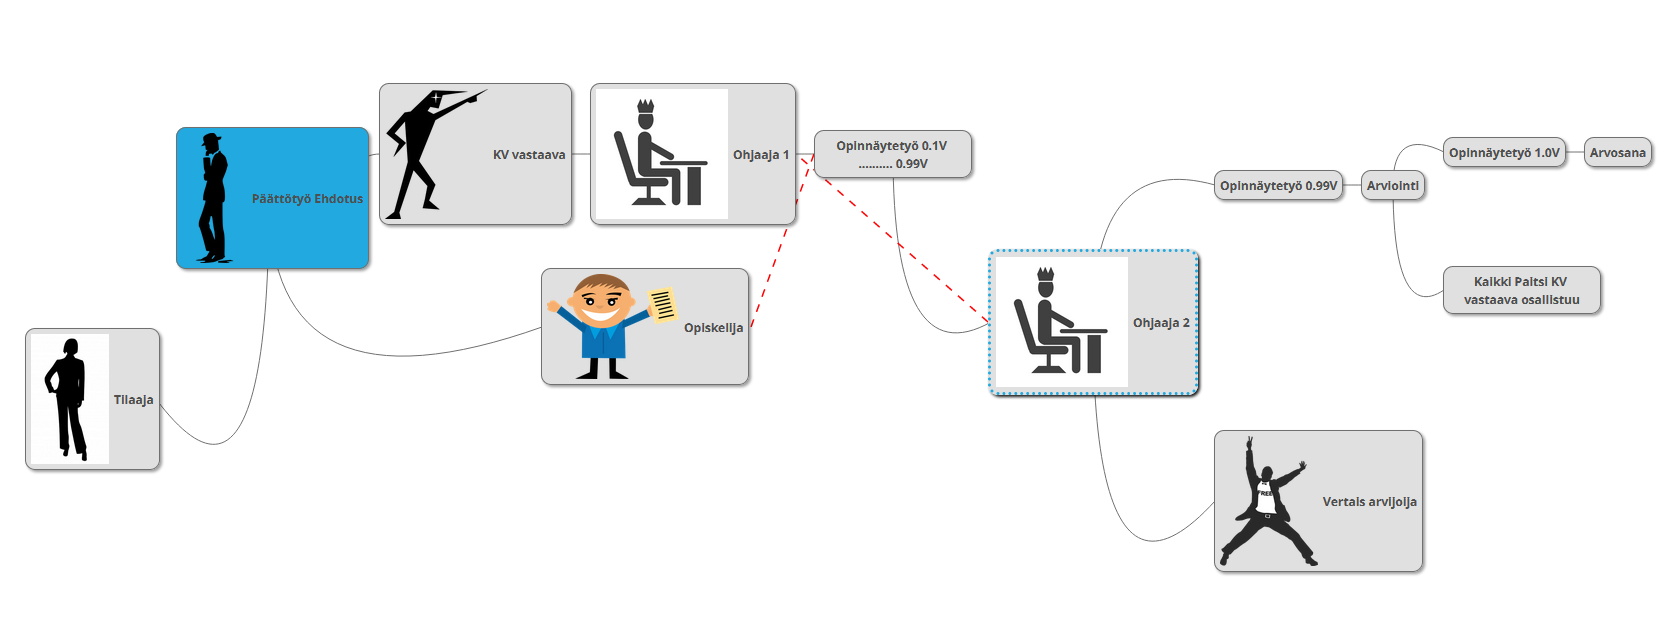 KV vastaava
Ohjaaja 1
Opinnäytetyö 0.1V
.......... 0.99V
Päättötyö Ehdotus
Opiskelija
Tilaaja
Ohjaaja 2
Opinnäytetyö 0.99V
Arviointi
Opinnäytetyö 1.0V
Arvosana
Kaikki Paitsi KV
vastaava osallistuu
FREE
Vertais arvijoija